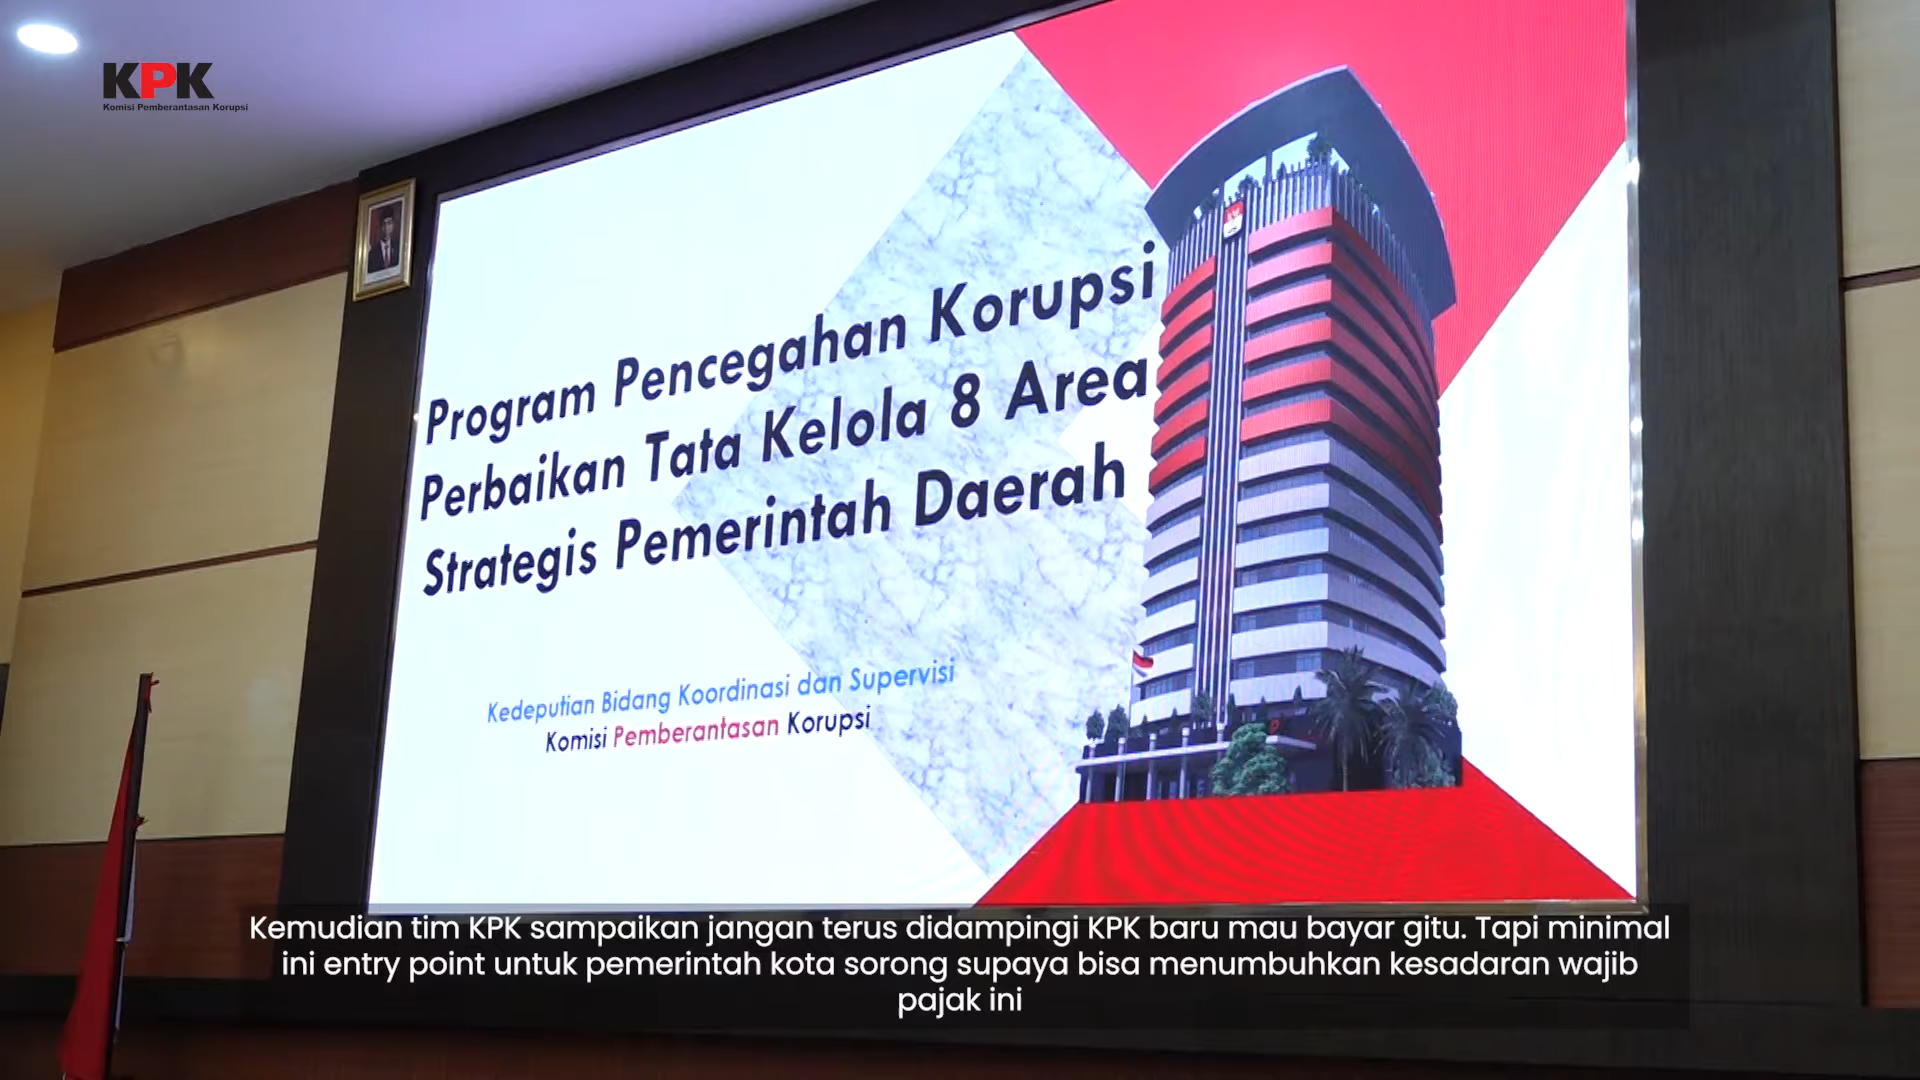 KPK
Komisi Pemberantasan Korupsi
Program Pencegahan Korupsi
Perbaikan Tata Kelola 8 Area
Strategis Pemerintah Daerah
Kedeputian Bidang Koordinasi dan Supervisi
Komisi Pemberantasan Korupsi
Kemudian tim KPK sampaikan jangan terus didampingi KPK baru mau bayar gitu. Tapi minimal
ini entry point untuk pemerintah kota sorong supaya bisa menumbuhkan kesadaran wajib
pajak ini